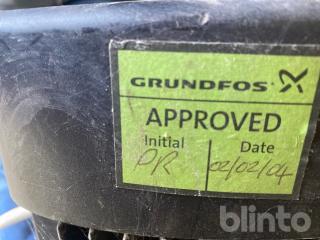 GRUNDFOS
APPROVED
Initial Date
PR 02/02/04
blinto